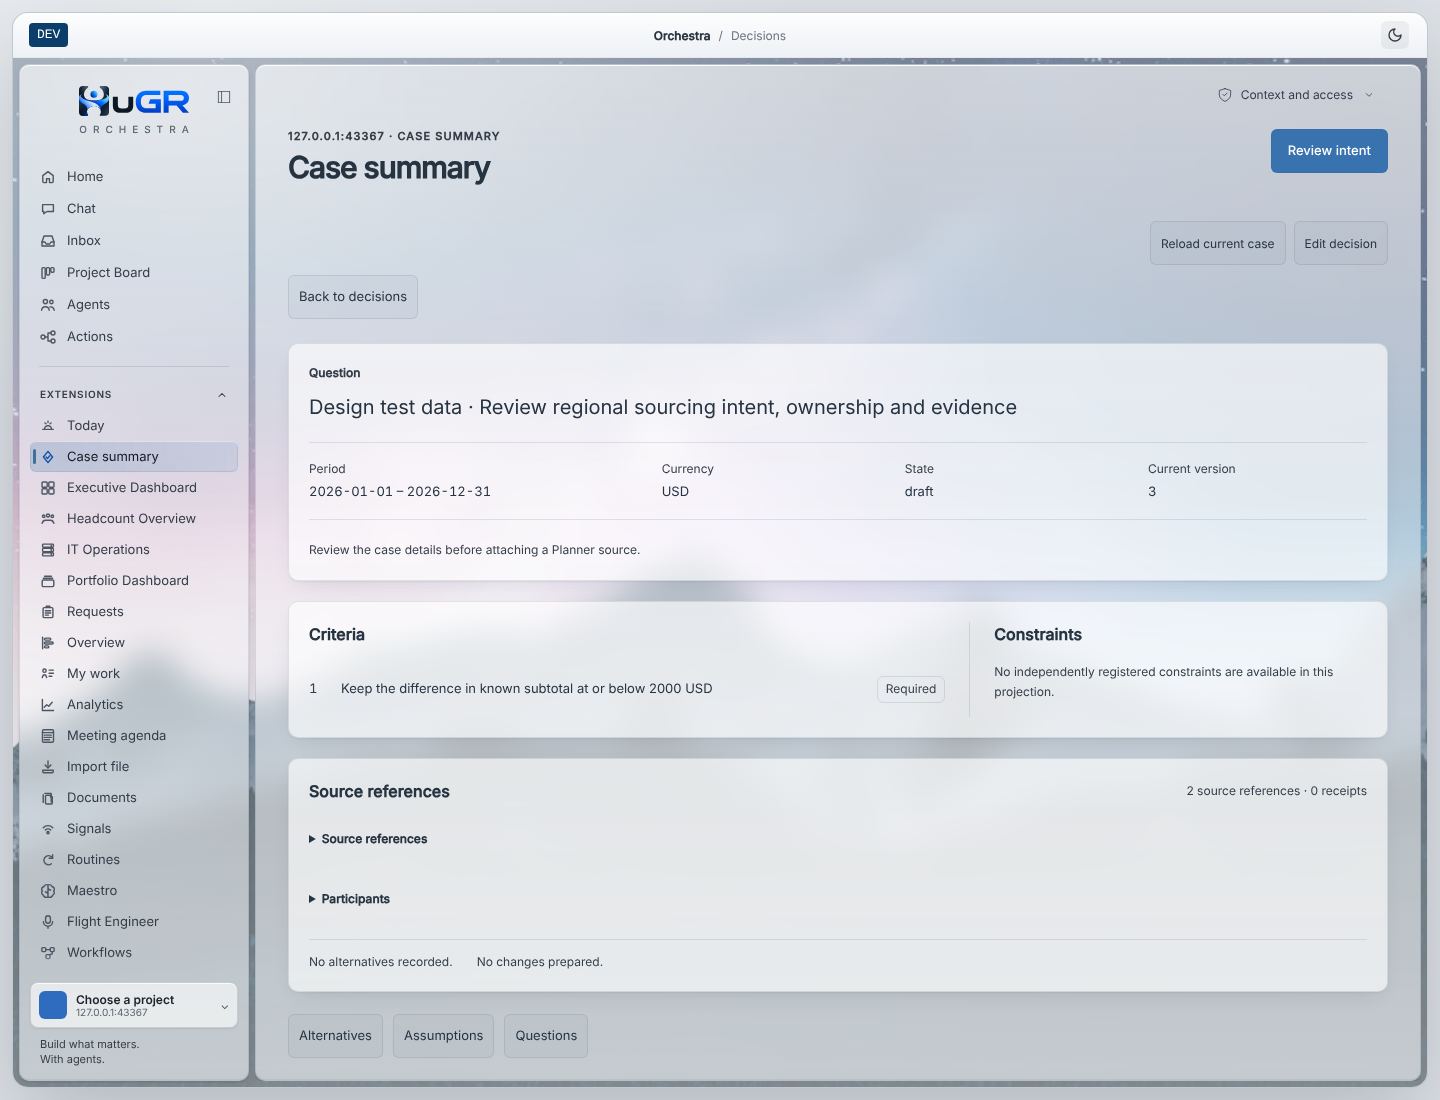 DEV
Orchestra / Decisions
HuGR
ORCHESTRA
Home
Chat
Inbox
Project Board
Agents
Actions
EXTENSIONS
Today
Case summary
Executive Dashboard
Headcount Overview
IT Operations
Portfolio Dashboard
Requests
Overview
My work
Analytics
Meeting agenda
Import file
Documents
Signals
Routines
Maestro
Flight Engineer
Workflows
Choose a project
127.0.0.1:43367
Build what matters.
With agents.
Context and access
127.0.0.1:43367 · CASE SUMMARY
Case summary
Review intent
Reload current case
Edit decision
Back to decisions
Question
Design test data · Review regional sourcing intent, ownership and evidence
Period
2026-01-01 – 2026-12-31
Currency
USD
State
draft
Current version
3
Review the case details before attaching a Planner source.
Criteria
1 Keep the difference in known subtotal at or below 2000 USD
Required
Constraints
No independently registered constraints are available in this
projection.
Source references
2 source references · 0 receipts
Source references
Participants
No alternatives recorded. No changes prepared.
Alternatives
Assumptions
Questions